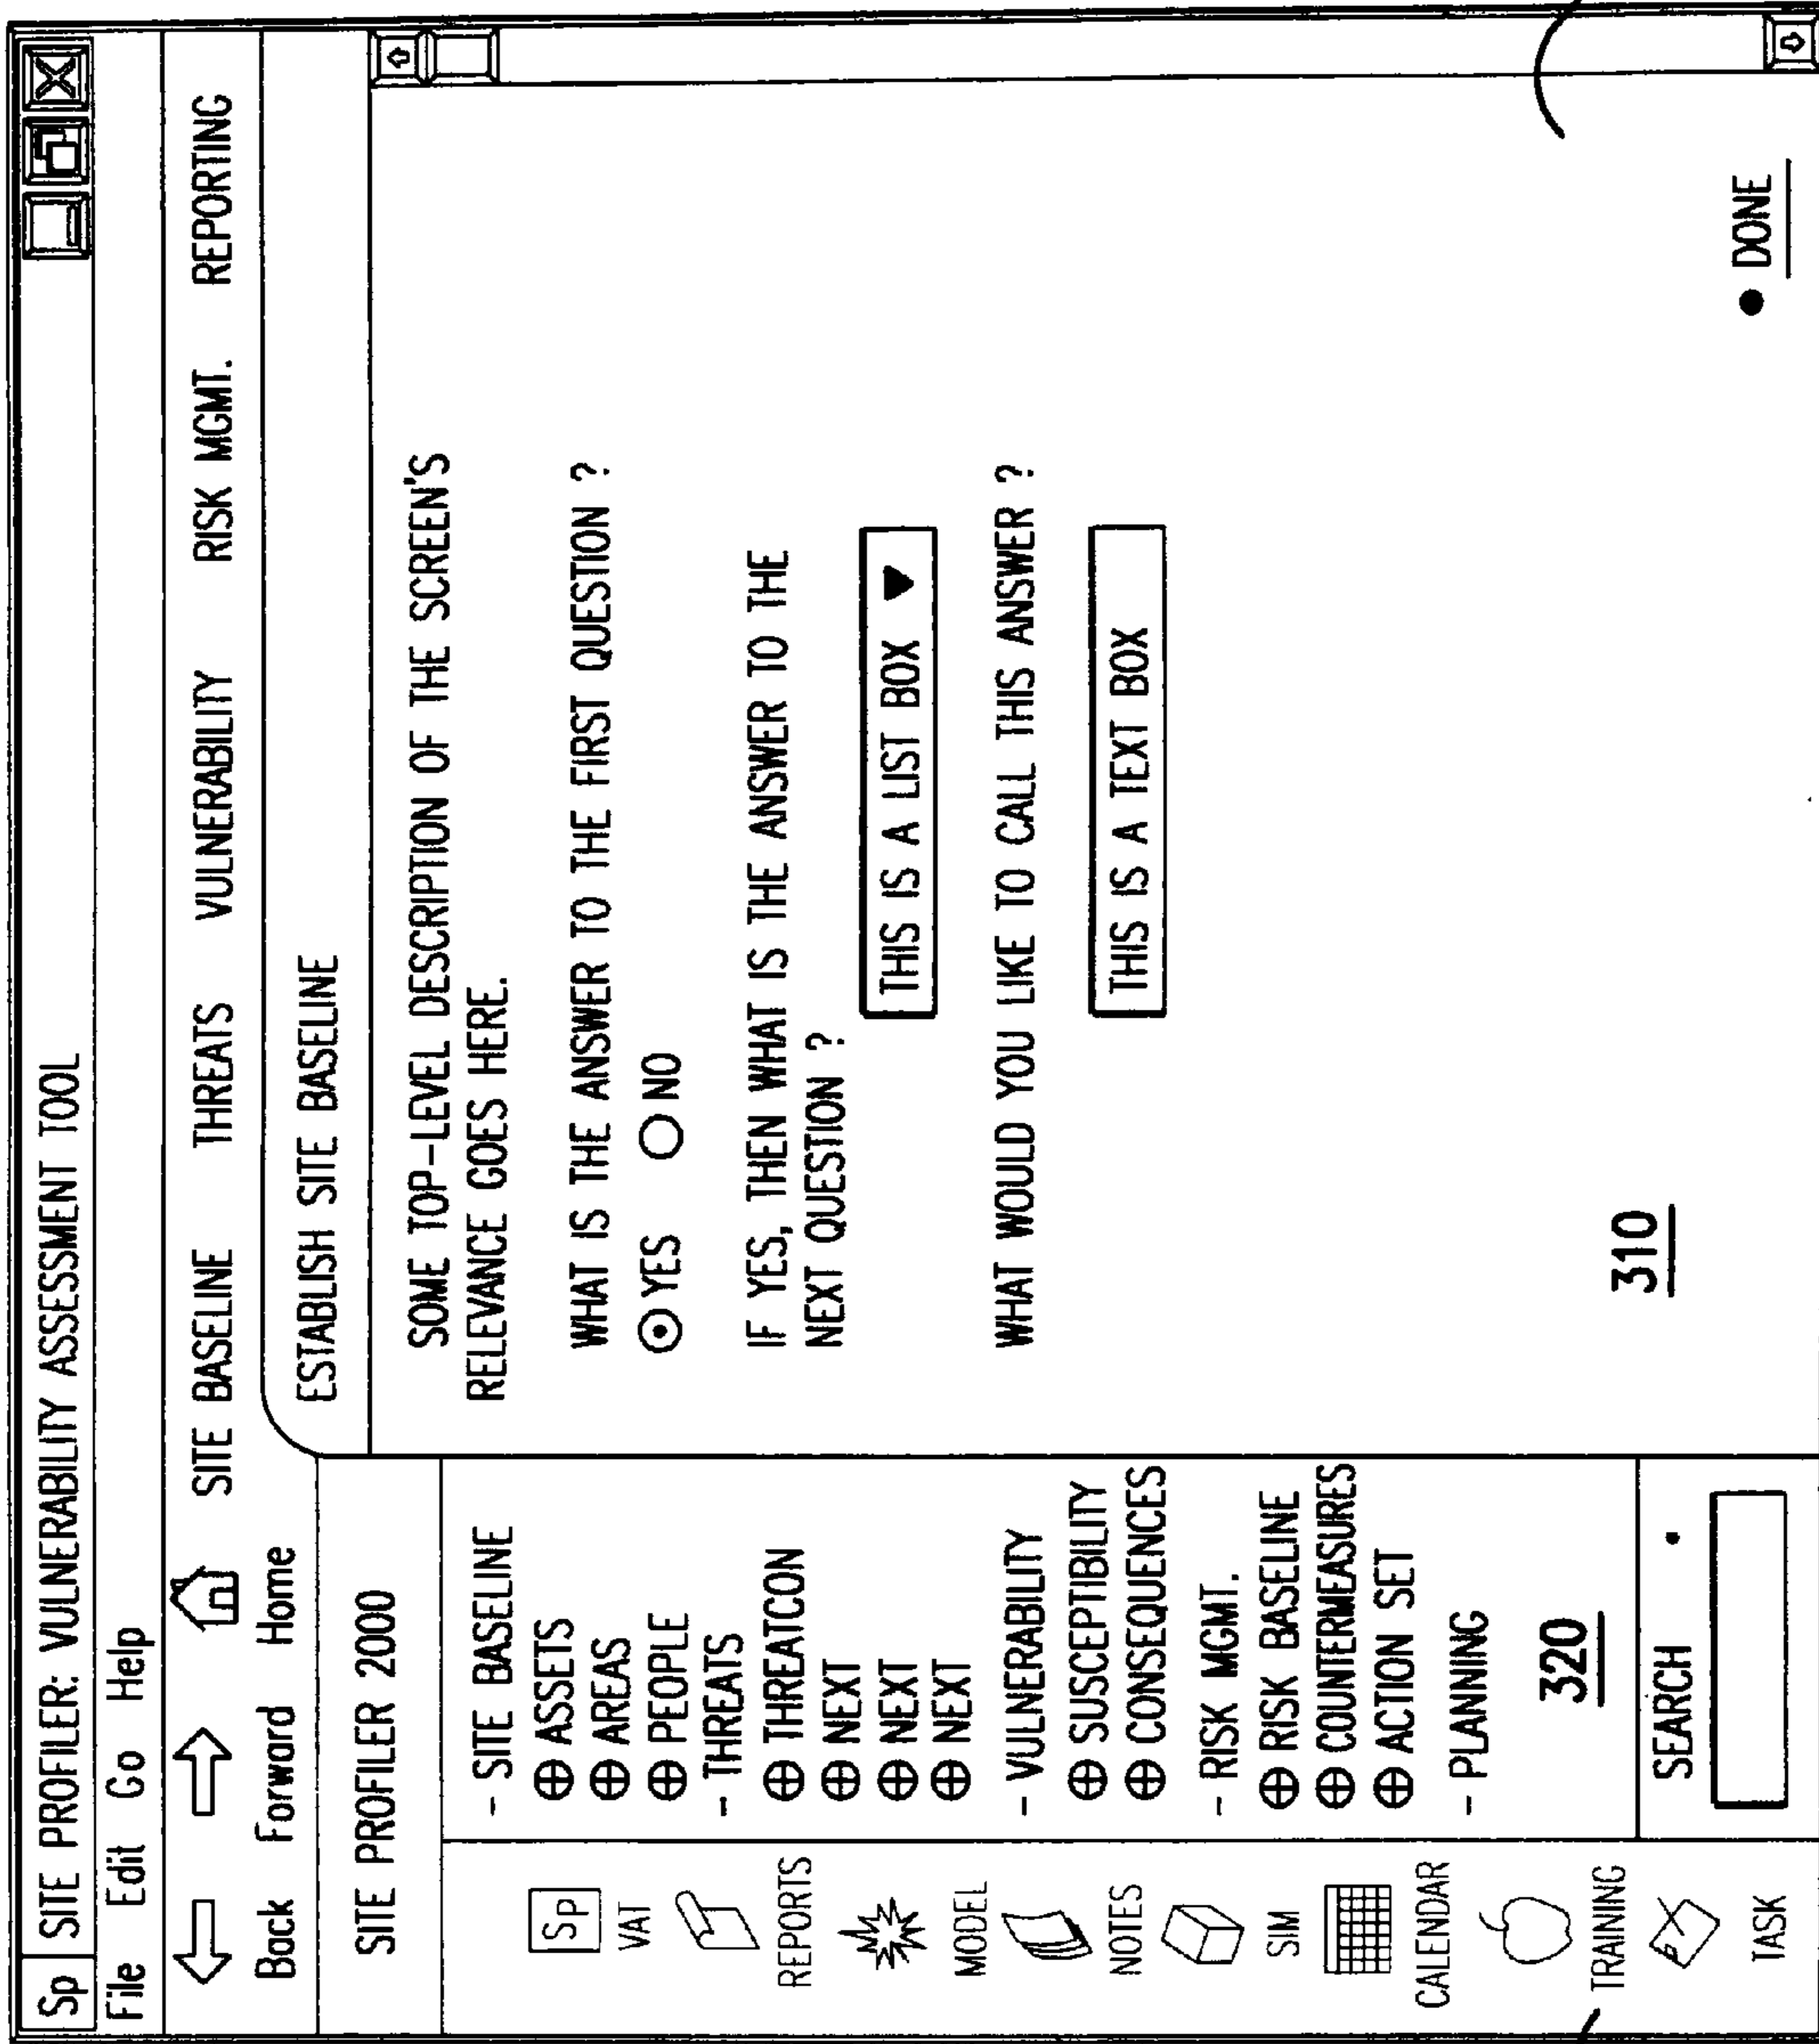 Sp SITE PROFILER: VULNERABILITY ASSESSMENT TOOL
File Edit Go Help
Back Forward Home
SITE BASELINE THREATS VULNERABILITY RISK MGMT. REPORTING
SITE PROFILER 2000
ESTABLISH SITE BASELINE
Sp
VAT
REPORTS
MODEL
NOTES
SIM
CALENDAR
TRAINING
TASK
- SITE BASELINE
ASSETS
AREAS
PEOPLE
- THREATS
THREATCON
NEXT
NEXT
NEXT
- VULNERABILITY
SUSCEPTIBILITY
CONSEQUENCES
- RISK MGMT.
RISK BASELINE
COUNTERMEASURES
ACTION SET
- PLANNING
320
SEARCH
SOME TOP-LEVEL DESCRIPTION OF THE SCREEN'S
RELEVANCE GOES HERE.
WHAT IS THE ANSWER TO THE FIRST QUESTION ?
YES NO
IF YES, THEN WHAT IS THE ANSWER TO THE
NEXT QUESTION ?
THIS IS A LIST BOX
WHAT WOULD YOU LIKE TO CALL THIS ANSWER ?
THIS IS A TEXT BOX
310
• DONE